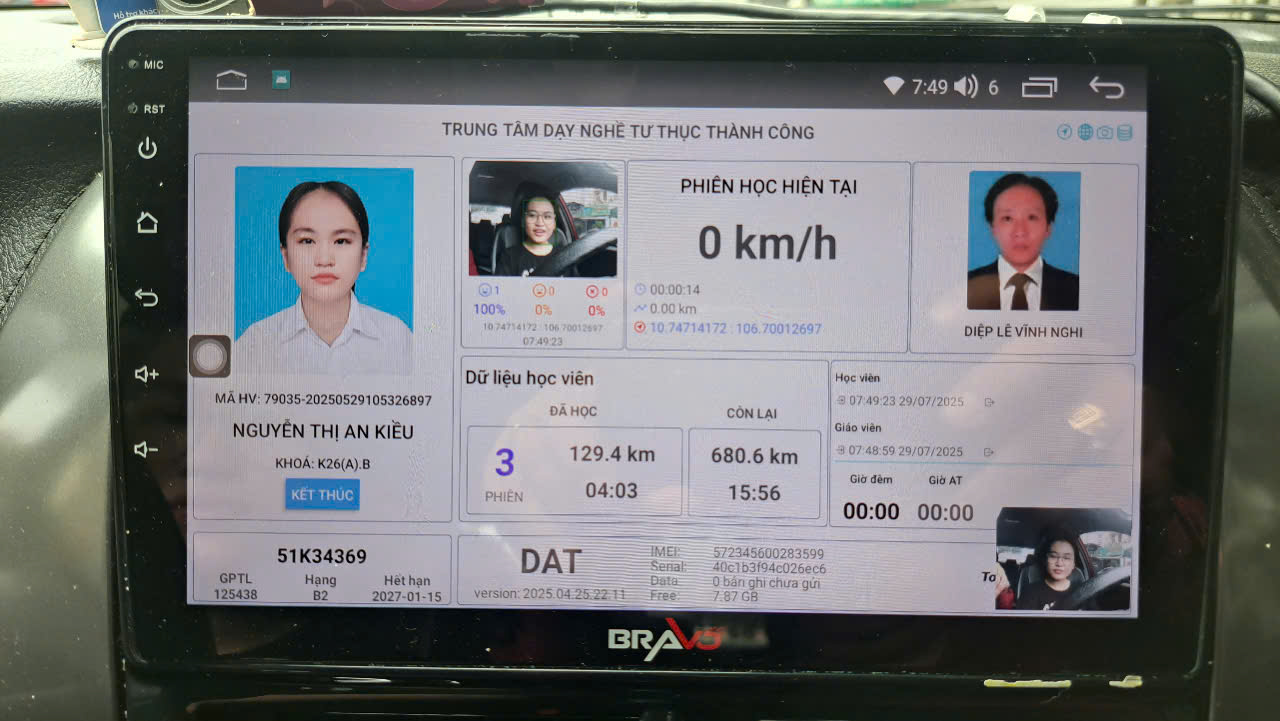 Hỗ trợ khác
MIC
RST
7:49
6
TRUNG TÂM DẠY NGHỀ TƯ THỤC THÀNH CÔNG
MÃ HV: 79035-20250529105326897
NGUYỄN THỊ AN KIỀU
KHOÁ: K26(A).B
KẾT THÚC
1 0 0
100% 0% 0%
10.74714172 : 106.70012697
07:49:23
PHIÊN HỌC HIỆN TẠI
0 km/h
00:00:14
0.00 km
10.74714172 : 106.70012697
DIỆP LÊ VĨNH NGHI
Dữ liệu học viên
ĐÃ HỌC
3
PHIÊN
129.4 km
04:03
CÒN LẠI
680.6 km
15:56
Học viên
07:49:23 29/07/2025
Giáo viên
07:48:59 29/07/2025
Giờ đêm Giờ AT
00:00 00:00
51K34369
GPTL Hạng Hết hạn
125438 B2 2027-01-15
DAT
version: 2025.04.25.22.11
IMEI: 572345600283599
Serial: 40c1b3f94c026ec6
Data: 0 bản ghi chưa gửi
Free: 7.87 GB
To
BRAVO